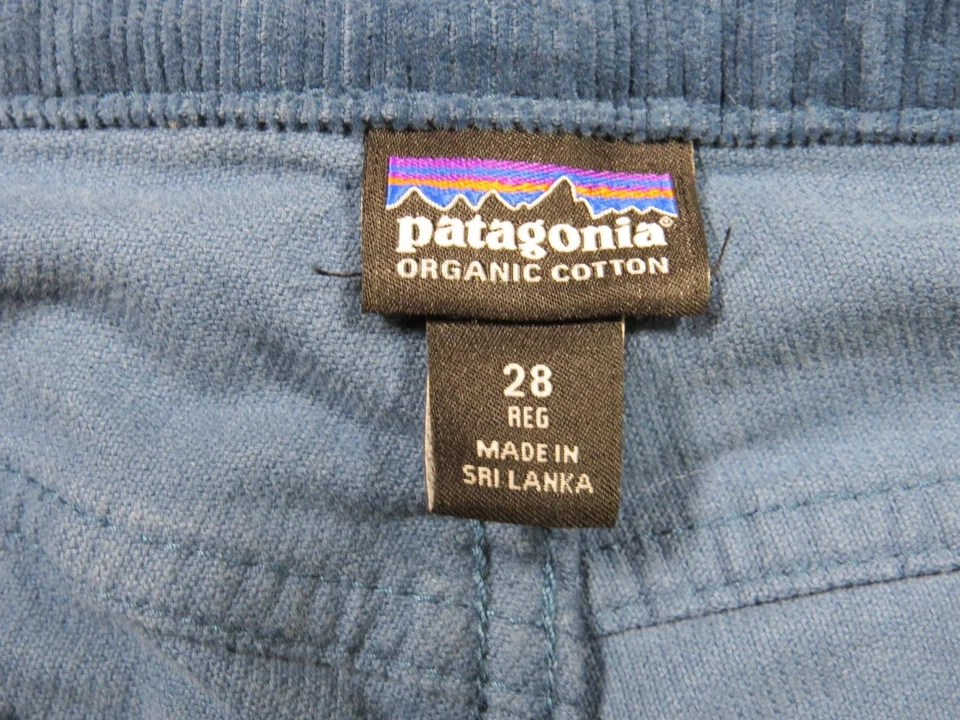 patagonia®
ORGANIC COTTON
28
REG
MADE IN
SRI LANKA